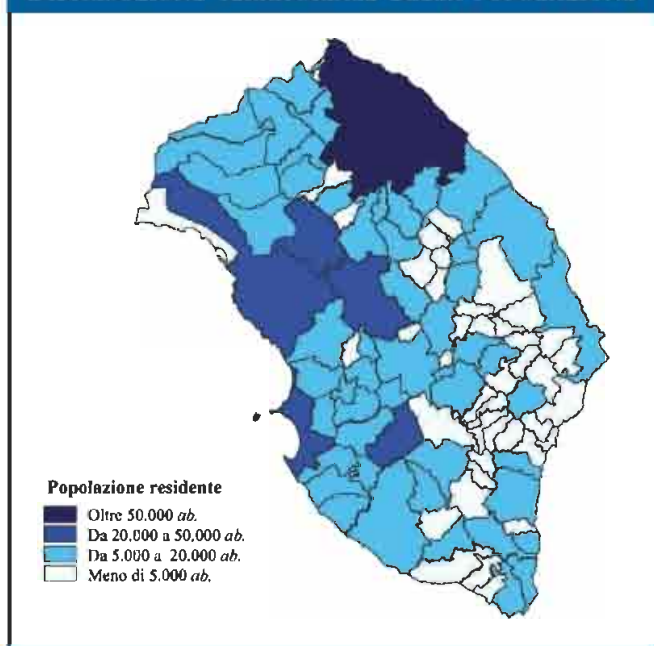 Popolazione residente
Oltre 50.000 ab.
Da 20.000 a 50.000 ab.
Da 5.000 a 20.000 ab.
Meno di 5.000 ab.